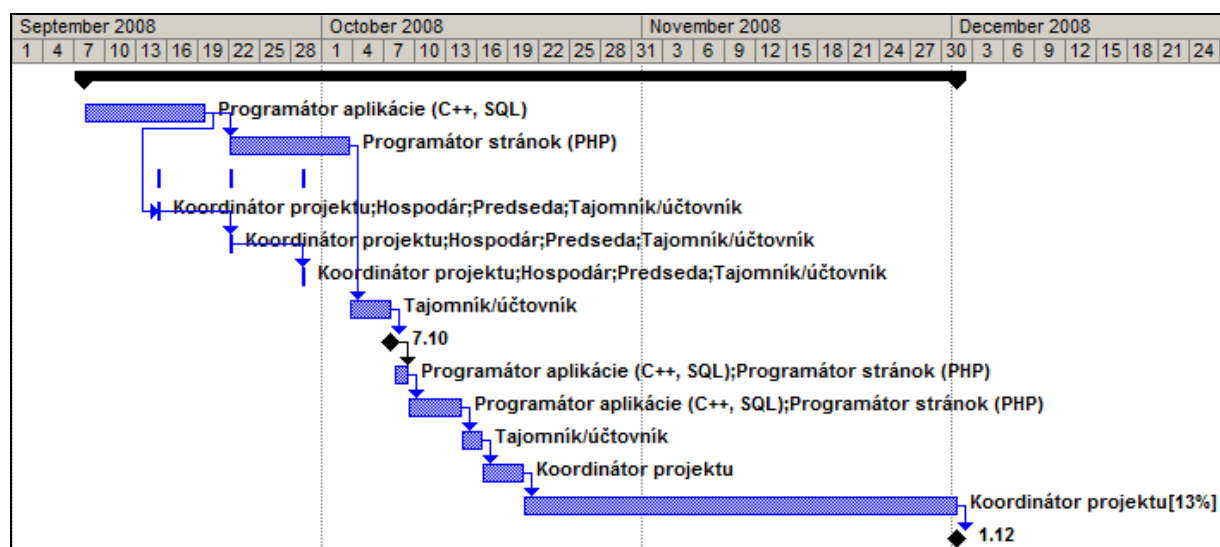 September 2008 October 2008 November 2008 December 2008
1 4 7 10 13 16 19 22 25 28 1 4 7 10 13 16 19 22 25 28 31 3 6 9 12 15 18 21 24 27 30 3 6 9 12 15 18 21 24
Programátor aplikácie (C++, SQL)
Programátor stránok (PHP)
Koordinátor projektu;Hospodár;Predseda;Tajomník/účtovník
Koordinátor projektu;Hospodár;Predseda;Tajomník/účtovník
Koordinátor projektu;Hospodár;Predseda;Tajomník/účtovník
Tajomník/účtovník
7.10
Programátor aplikácie (C++, SQL);Programátor stránok (PHP)
Programátor aplikácie (C++, SQL);Programátor stránok (PHP)
Tajomník/účtovník
Koordinátor projektu
Koordinátor projektu[13%]
1.12